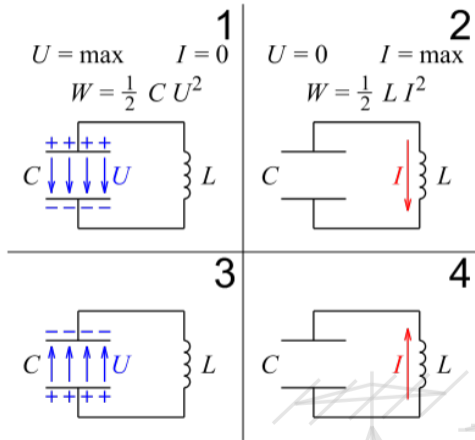 1
U = max I = 0
W = ½ C U²
++++
C U L
−−−−
2
U = 0 I = max
W = ½ L I²
C I L
3
−−−−
C U L
++++
4
C I L